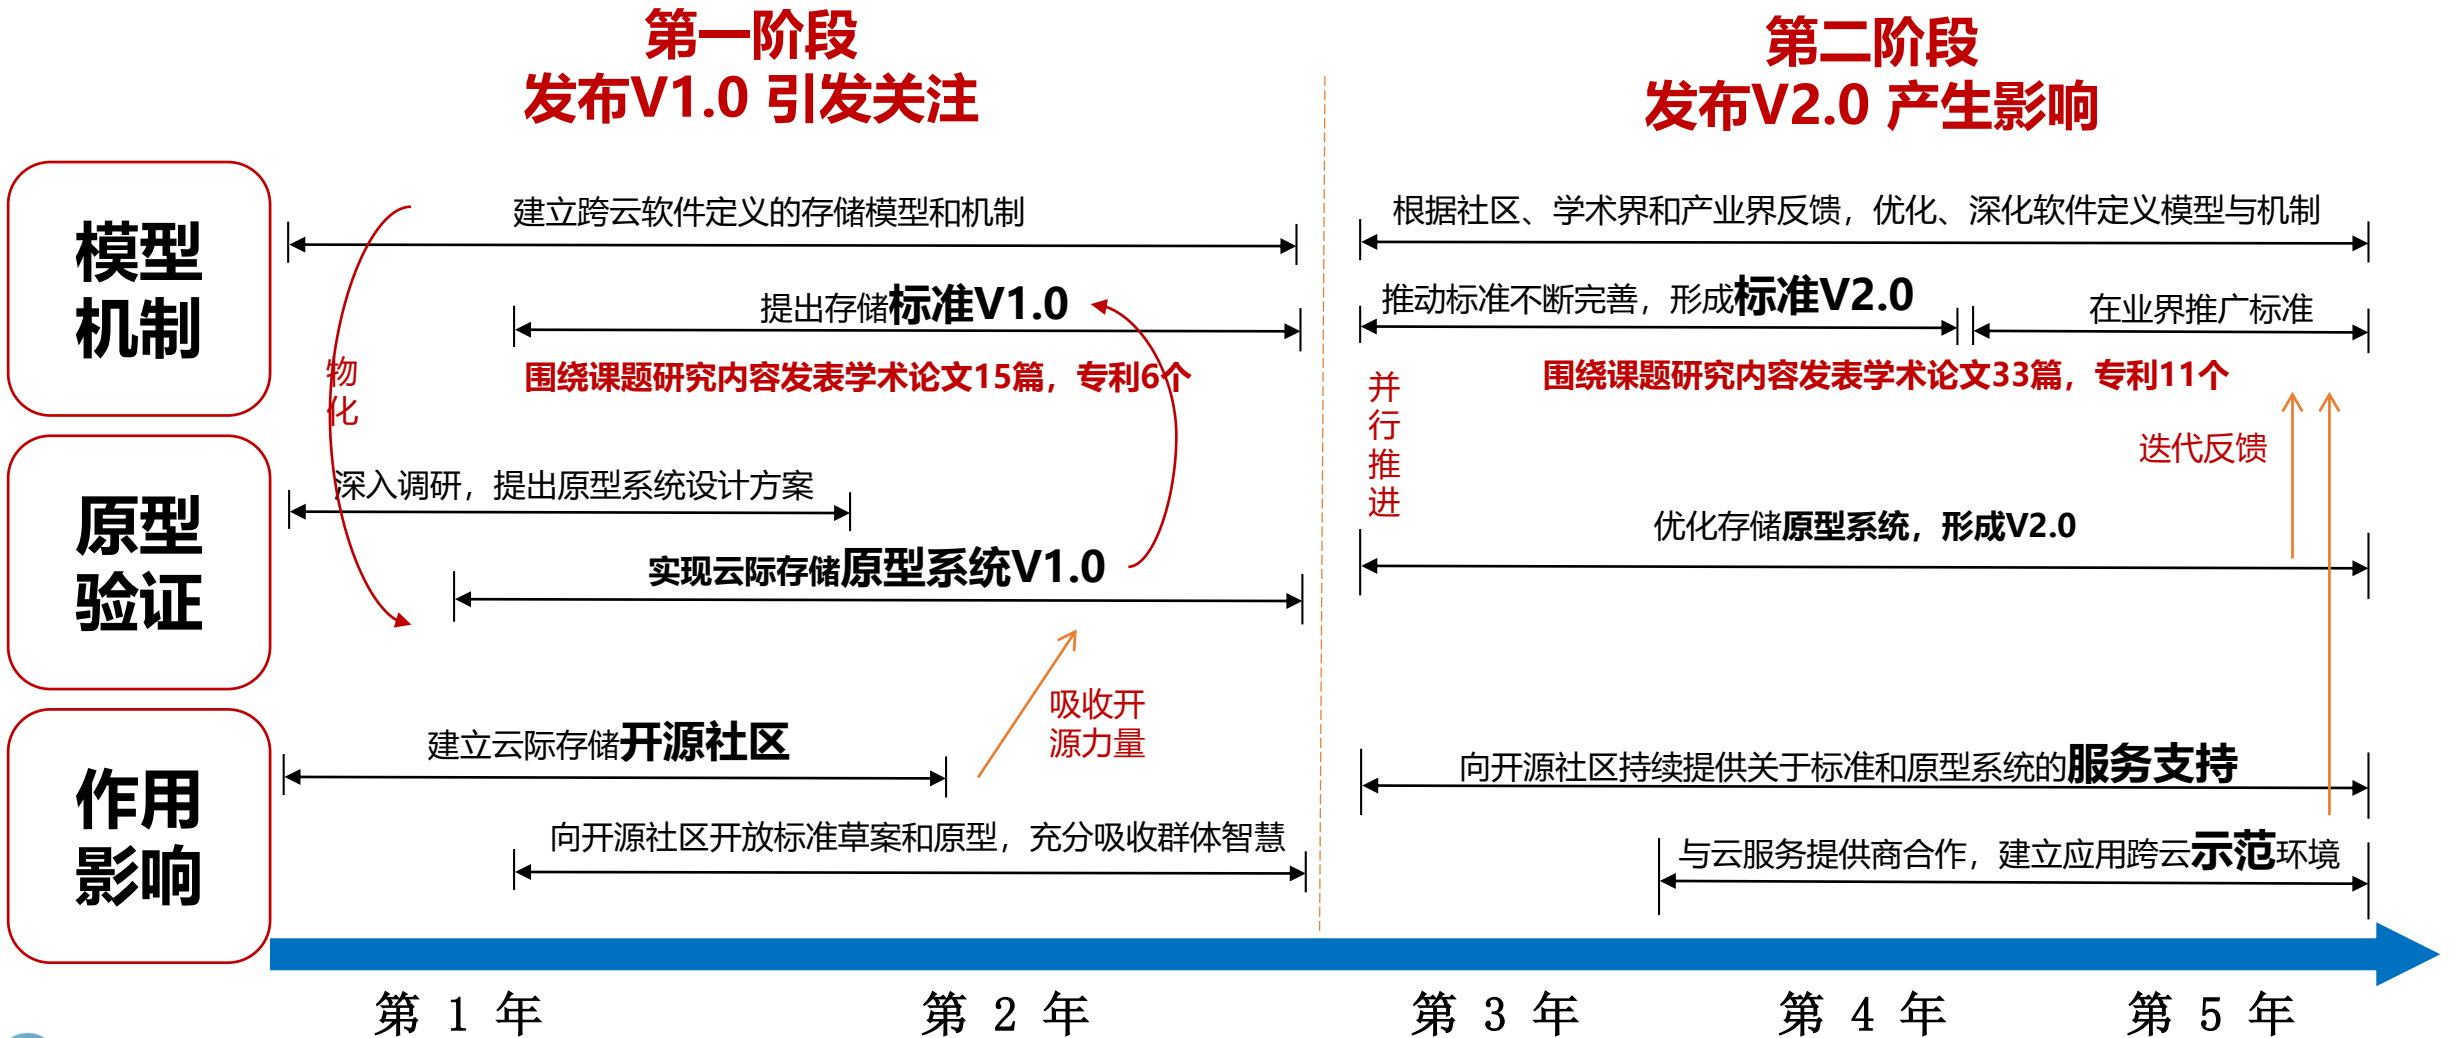 第一阶段
发布V1.0 引发关注
第二阶段
发布V2.0 产生影响
模型
机制
建立跨云软件定义的存储模型和机制
提出存储标准V1.0
围绕课题研究内容发表学术论文15篇，专利6个
物
化
根据社区、学术界和产业界反馈，优化、深化软件定义模型与机制
推动标准不断完善，形成标准V2.0
在业界推广标准
围绕课题研究内容发表学术论文33篇，专利11个
并
行
推
进
迭代反馈
原型
验证
深入调研，提出原型系统设计方案
实现云际存储原型系统V1.0
优化存储原型系统，形成V2.0
吸收开
源力量
作用
影响
建立云际存储开源社区
向开源社区开放标准草案和原型，充分吸收群体智慧
向开源社区持续提供关于标准和原型系统的服务支持
与云服务提供商合作，建立应用跨云示范环境
第 1 年
第 2 年
第 3 年
第 4 年
第 5 年